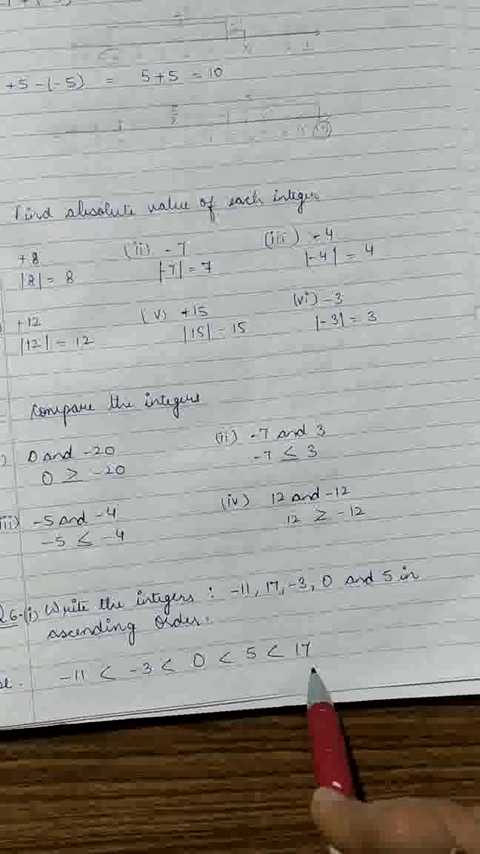 +5-(-5) = 5+5 = 10
Find absolute value of each integer
+8 (ii) -7 (iii) -4
|8| = 8 |-7| = 7 |-4| = 4
+12 (v) +15 (vi) -3
|12| = 12 |15| = 15 |-3| = 3
Compare the integers
) 0 and -20 (ii) -7 and 3
0 ≥ -20 -7 ≤ 3
iii) -5 and -4 (iv) 12 and -12
-5 ≤ -4 12 ≥ -12
Q6-(i) Write the integers : -11, 17, -3, 0 and 5 in
ascending order.
-11 < -3 < 0 < 5 < 17